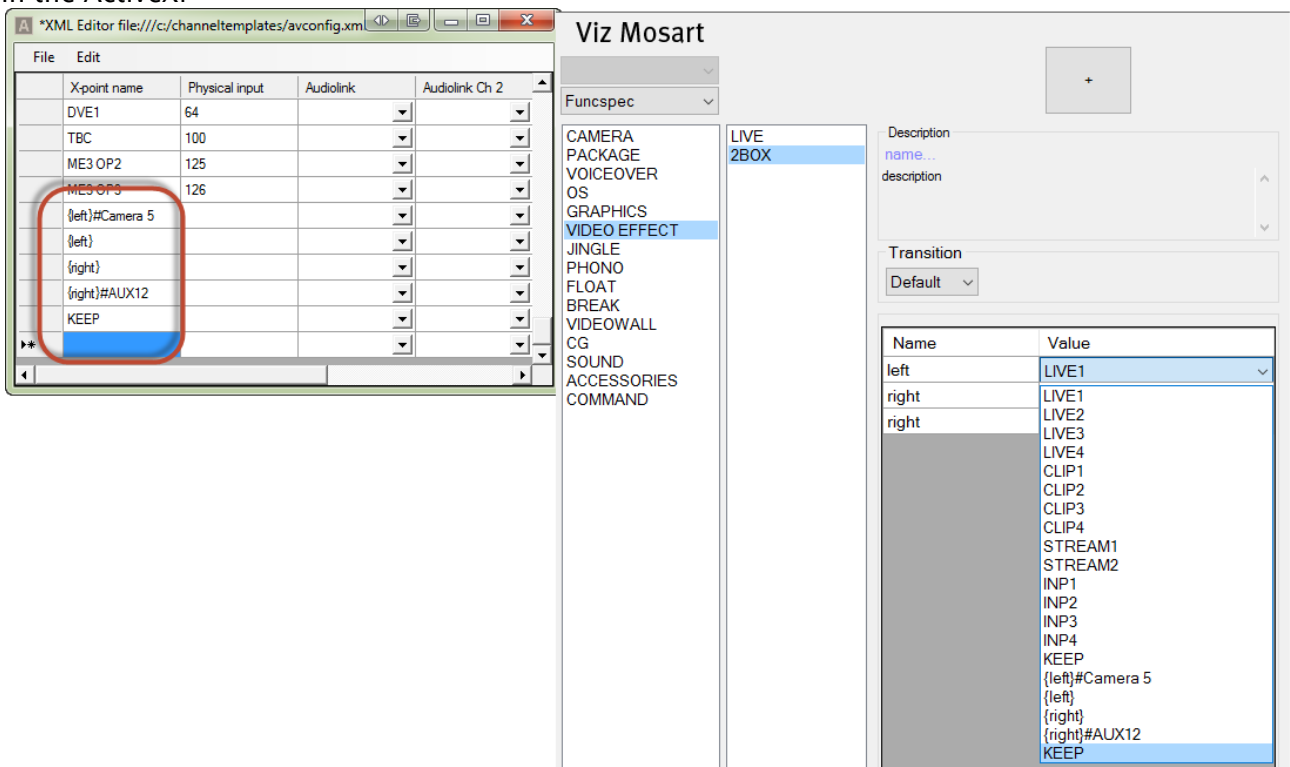 in the ActiveX.
A *XML Editor file:///c:/channeltemplates/avconfig.xm
File Edit
X-point name Physical input Audiolink Audiolink Ch 2
DVE1 64
TBC 100
ME3 OP2 125
ME3 OP3 126
{left}#Camera 5
{left}
{right}
{right}#AUX12
KEEP
Viz Mosart
Funcspec
+
CAMERA
PACKAGE
VOICEOVER
OS
GRAPHICS
VIDEO EFFECT
JINGLE
PHONO
FLOAT
BREAK
VIDEOWALL
CG
SOUND
ACCESSORIES
COMMAND
LIVE
2BOX
Description
name...
description
Transition
Default
Name Value
left LIVE1
right
right
LIVE1
LIVE2
LIVE3
LIVE4
CLIP1
CLIP2
CLIP3
CLIP4
STREAM1
STREAM2
INP1
INP2
INP3
INP4
KEEP
{left}#Camera 5
{left}
{right}
{right}#AUX12
KEEP